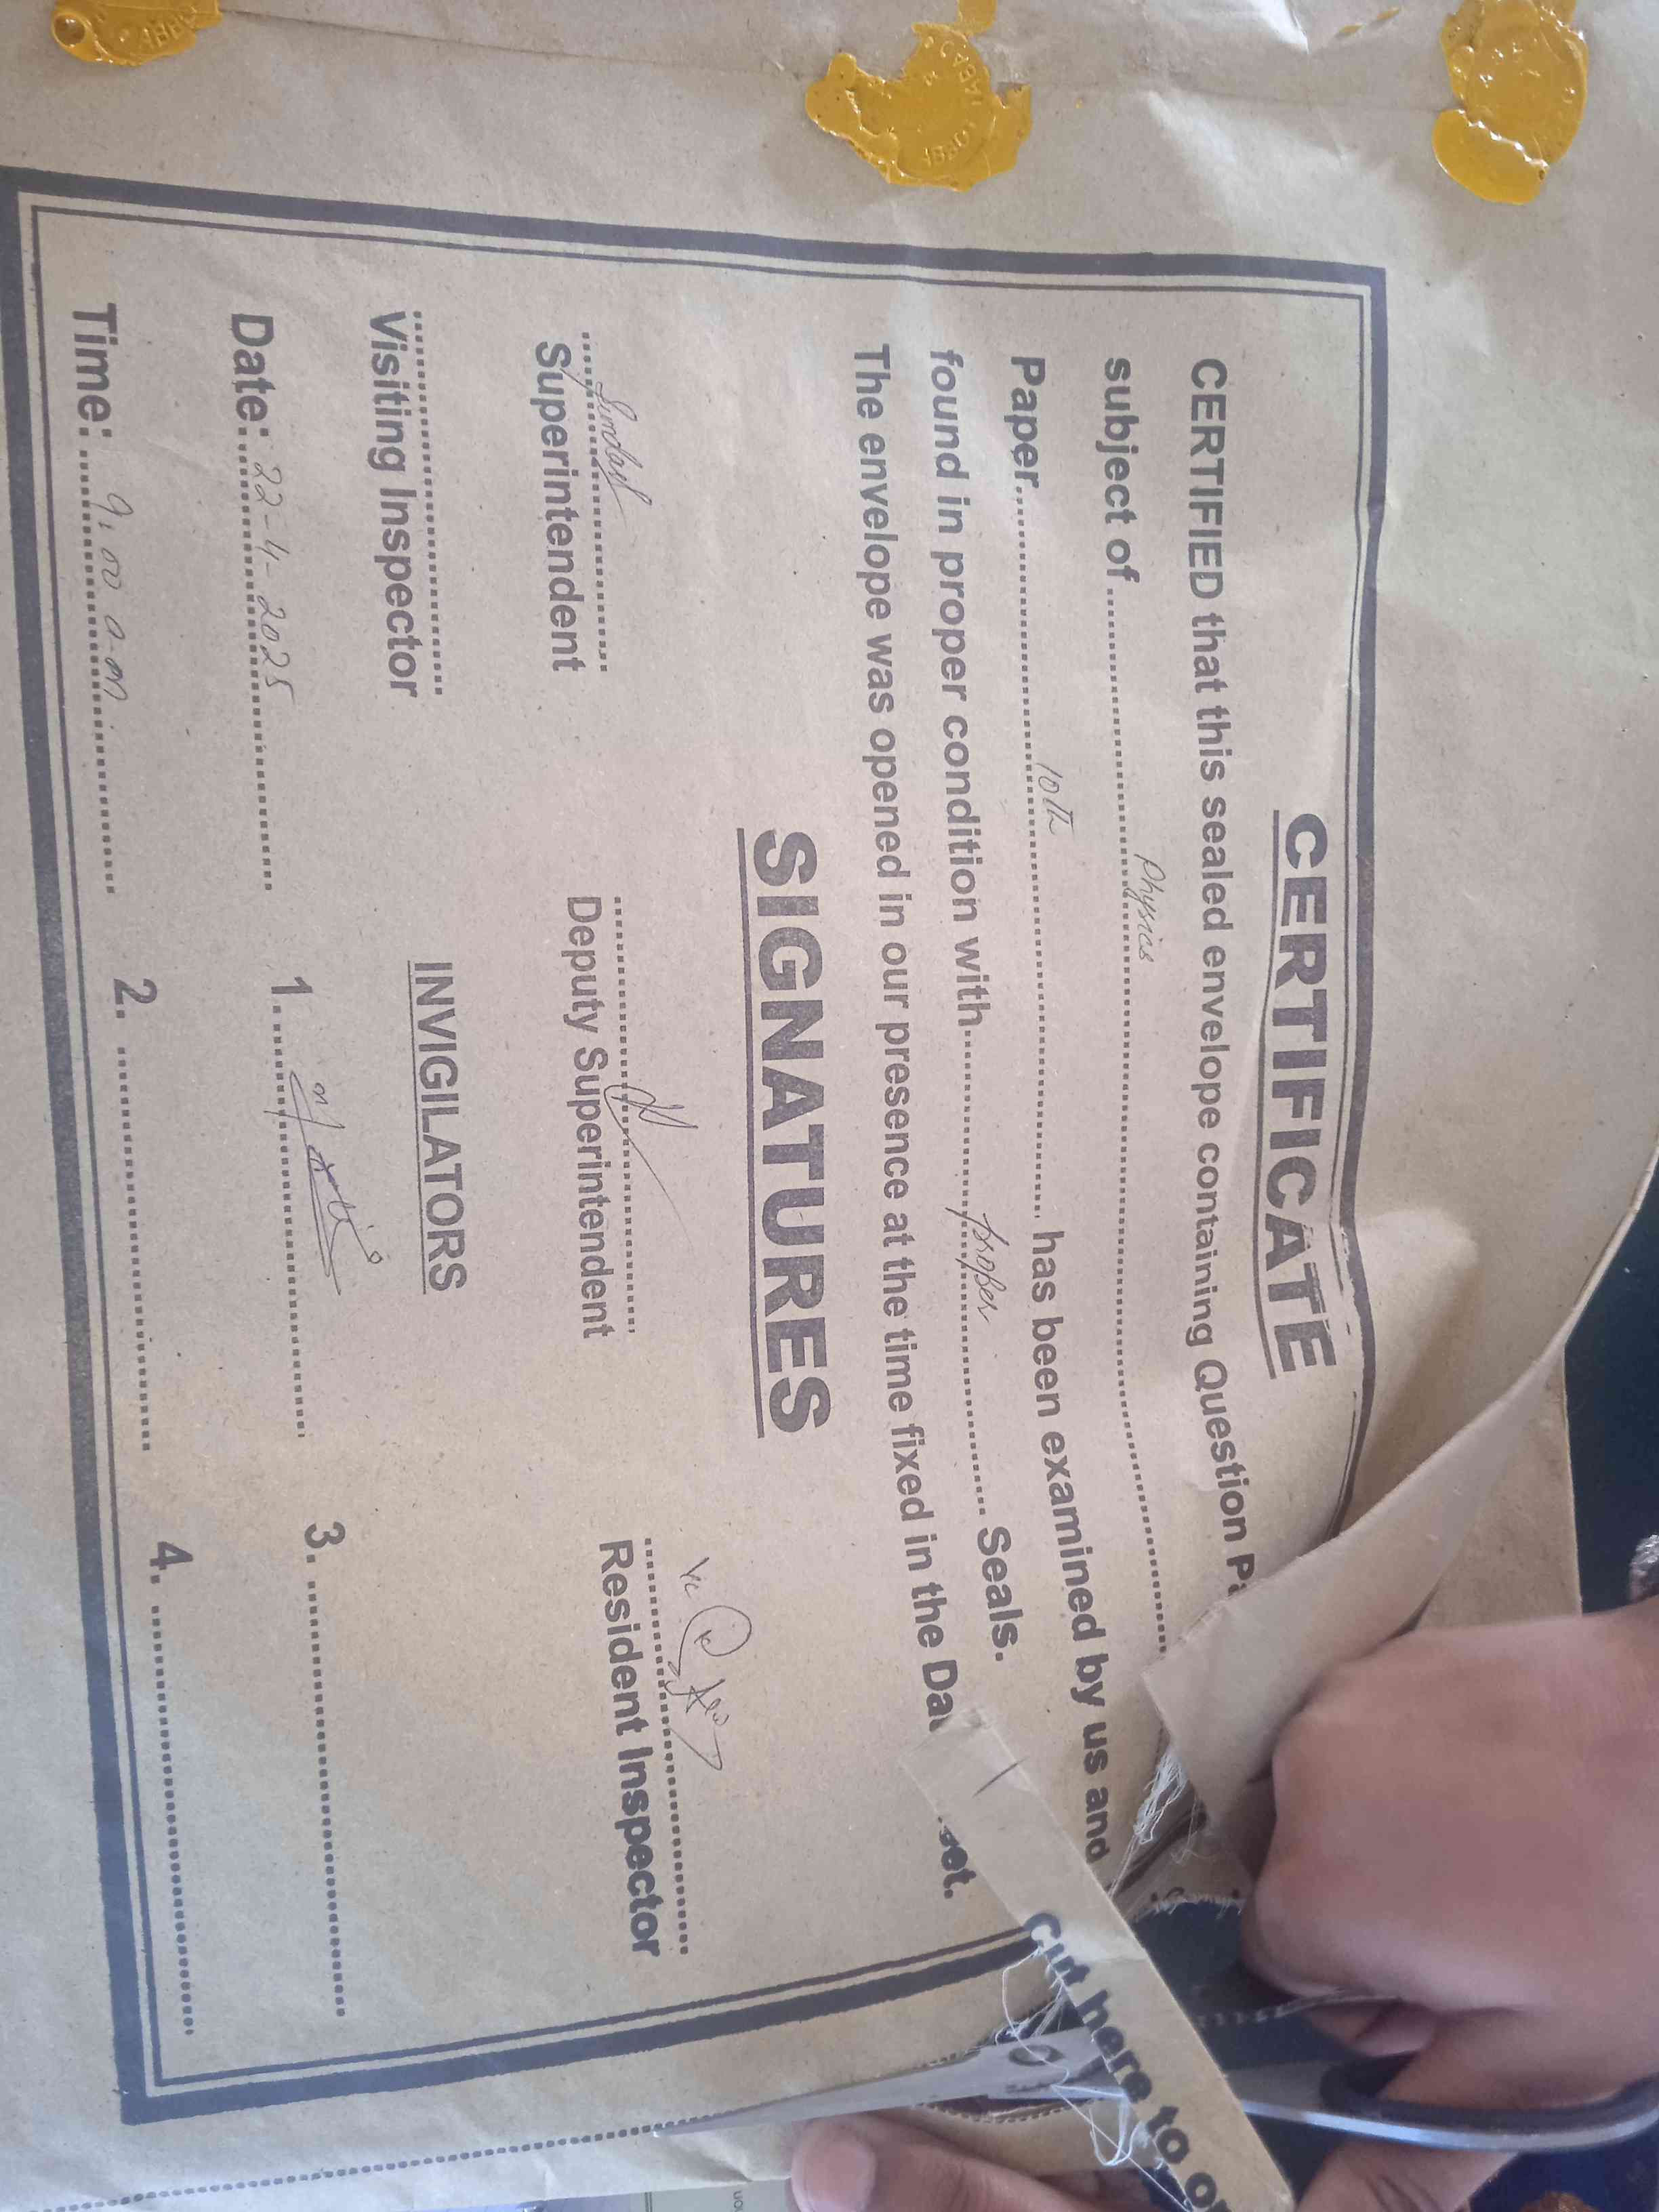 CERTIFICATE
CERTIFIED that this sealed envelope containing Question Pa
subject of.......Physics.......
Paper.......10th....... has been examined by us and
found in proper condition with.......proper....... Seals.
The envelope was opened in our presence at the time fixed in the Da
SIGNATURES
Superintendent Deputy Superintendent Resident Inspector
Visiting Inspector INVIGILATORS
Date:.22-4-2025....... 1........ 3. .......
Time: .9:00 a-m....... 2. ....... 4. .......
Cut here to op